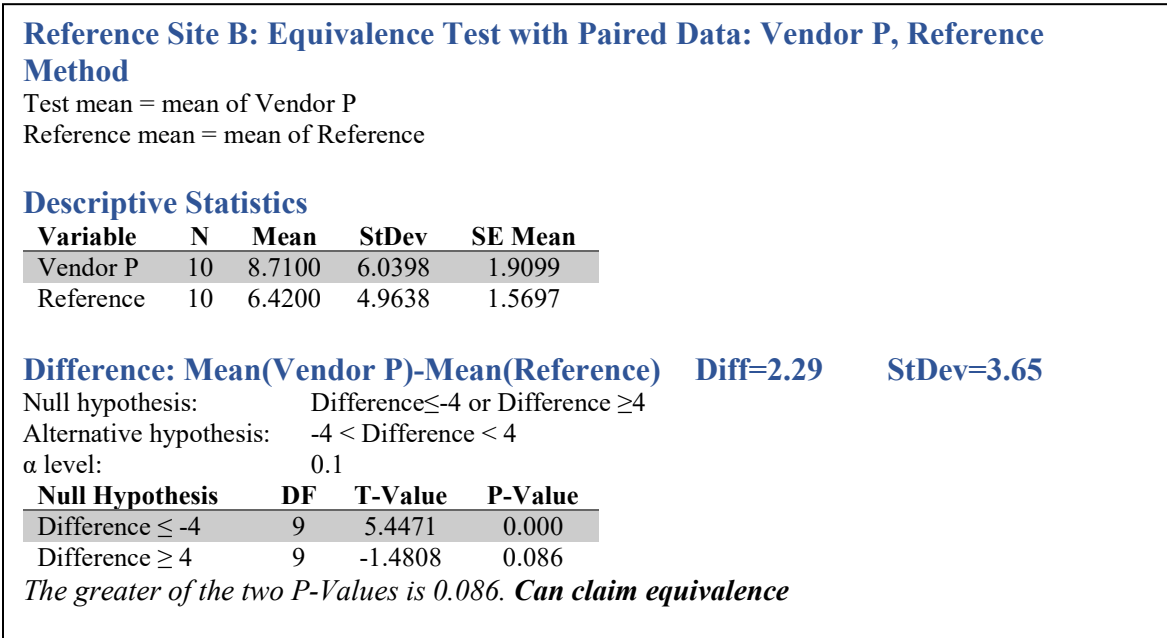 Reference Site B: Equivalence Test with Paired Data: Vendor P, Reference
Method
Test mean = mean of Vendor P
Reference mean = mean of Reference
Descriptive Statistics
Variable N Mean StDev SE Mean
Vendor P 10 8.7100 6.0398 1.9099
Reference 10 6.4200 4.9638 1.5697
Difference: Mean(Vendor P)-Mean(Reference) Diff=2.29 StDev=3.65
Null hypothesis: Difference≤-4 or Difference ≥4
Alternative hypothesis: -4 < Difference < 4
α level: 0.1
Null Hypothesis DF T-Value P-Value
Difference ≤ -4 9 5.4471 0.000
Difference ≥ 4 9 -1.4808 0.086
The greater of the two P-Values is 0.086. Can claim equivalence